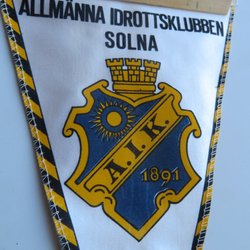 ALLMÄNNA IDROTTSKLUBBEN
SOLNA
A.I.K.
1891